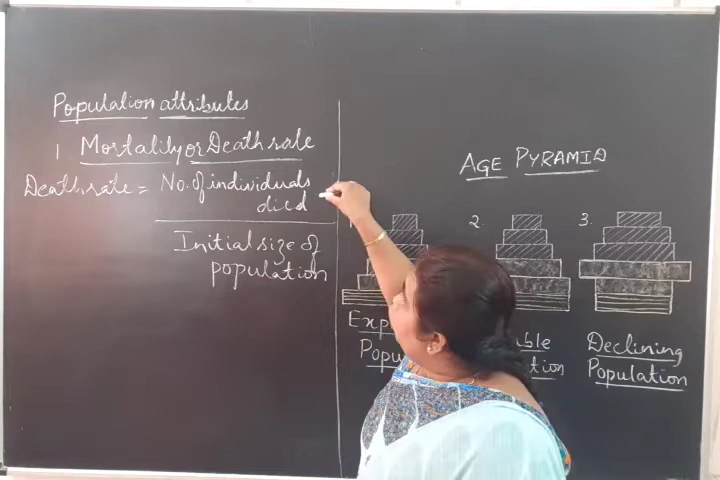 Population attributes
1 Mortality or Death rate
Death rate = No. of individuals
died
Initial size of
population
AGE PYRAMID
2.
3.
Declining
Population